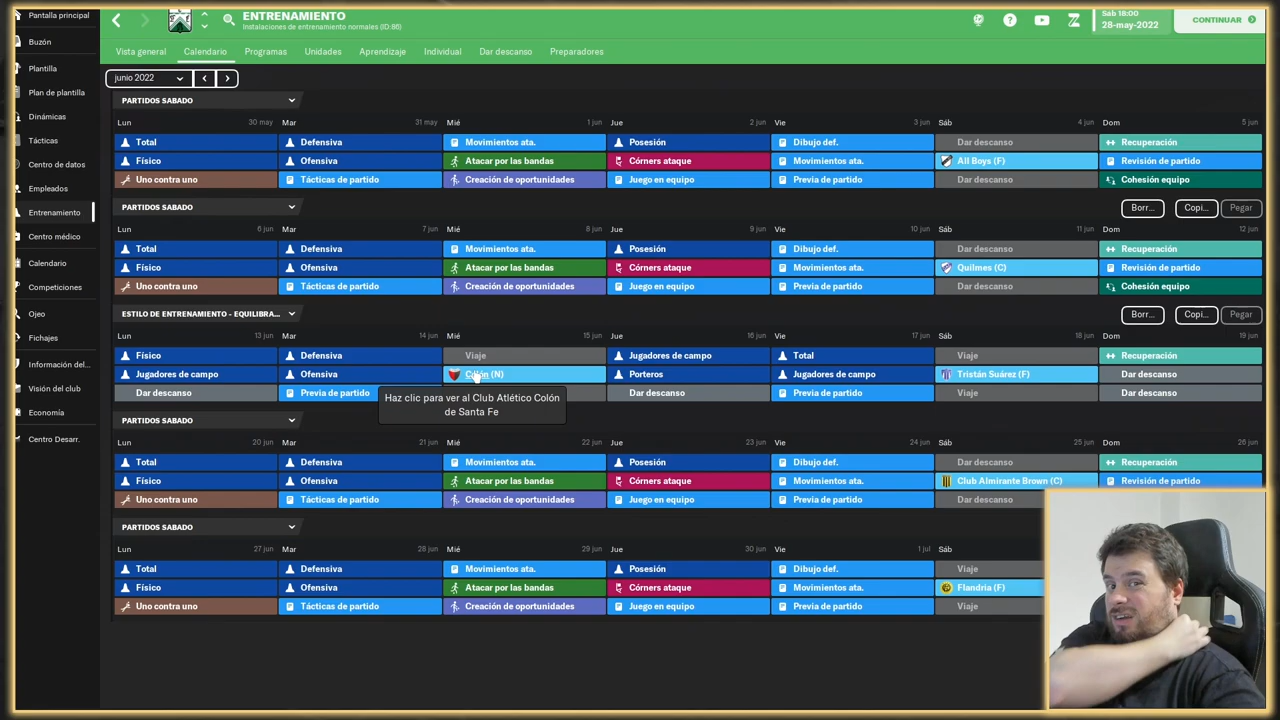 Pantalla principal
Buzón
Plantilla
Plan de plantilla
Dinámicas
Tácticas
Centro de datos
Empleados
Entrenamiento
Centro médico
Calendario
Competiciones
Ojeo
Fichajes
Información del...
Visión del club
Economía
Centro Desarr.
ENTRENAMIENTO
Instalaciones de entrenamiento normales (ID:86)
Sáb 18:00
28-may-2022
CONTINUAR
Vista general Calendario Programas Unidades Aprendizaje Individual Dar descanso Preparadores
junio 2022
PARTIDOS SABADO
Lun 30 may Mar 31 may Mié 1 jun Jue 2 jun Vie 3 jun Sáb 4 jun Dom 5 jun
Total Defensiva Movimientos ata. Posesión Dibujo def. Dar descanso Recuperación
Físico Ofensiva Atacar por las bandas Córners ataque Movimientos ata. All Boys (F) Revisión de partido
Uno contra uno Tácticas de partido Creación de oportunidades Juego en equipo Previa de partido Dar descanso Cohesión equipo
PARTIDOS SABADO Borr... Copi... Pegar
Lun 6 jun Mar 7 jun Mié 8 jun Jue 9 jun Vie 10 jun Sáb 11 jun Dom 12 jun
Total Defensiva Movimientos ata. Posesión Dibujo def. Dar descanso Recuperación
Físico Ofensiva Atacar por las bandas Córners ataque Movimientos ata. Quilmes (C) Revisión de partido
Uno contra uno Tácticas de partido Creación de oportunidades Juego en equipo Previa de partido Dar descanso Cohesión equipo
ESTILO DE ENTRENAMIENTO - EQUILIBRA... Borr... Copi... Pegar
Lun 13 jun Mar 14 jun Mié 15 jun Jue 16 jun Vie 17 jun Sáb 18 jun Dom 19 jun
Físico Defensiva Viaje Jugadores de campo Total Viaje Recuperación
Jugadores de campo Ofensiva Colón (N) Porteros Jugadores de campo Tristán Suárez (F) Dar descanso
Dar descanso Previa de partido Dar descanso Previa de partido Viaje Dar descanso
Haz clic para ver al Club Atlético Colón
de Santa Fe
PARTIDOS SABADO
Lun 20 jun Mar 21 jun Mié 22 jun Jue 23 jun Vie 24 jun Sáb 25 jun Dom 26 jun
Total Defensiva Movimientos ata. Posesión Dibujo def. Dar descanso Recuperación
Físico Ofensiva Atacar por las bandas Córners ataque Movimientos ata. Club Almirante Brown (C) Revisión de partido
Uno contra uno Tácticas de partido Creación de oportunidades Juego en equipo Previa de partido Dar descanso
PARTIDOS SABADO
Lun 27 jun Mar 28 jun Mié 29 jun Jue 30 jun Vie 1 jul Sáb
Total Defensiva Movimientos ata. Posesión Dibujo def. Viaje
Físico Ofensiva Atacar por las bandas Córners ataque Movimientos ata. Flandria (F)
Uno contra uno Tácticas de partido Creación de oportunidades Juego en equipo Previa de partido Viaje